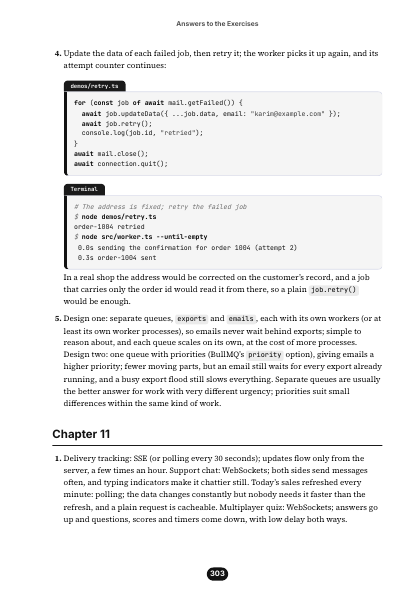 Answers to the Exercises
4. Update the data of each failed job, then retry it; the worker picks it up again, and its
attempt counter continues:
demos/retry.ts
for (const job of await mail.getFailed()) {
  await job.updateData({ ...job.data, email: "karim@example.com" });
  await job.retry();
  console.log(job.id, "retried");
}
await mail.close();
await connection.quit();
Terminal
# The address is fixed; retry the failed job
$ node demos/retry.ts
order-1004 retried
$ node src/worker.ts --until-empty
 0.0s sending the confirmation for order 1004 (attempt 2)
 0.3s order-1004 sent
In a real shop the address would be corrected on the customer’s record, and a job
that carries only the order id would read it from there, so a plain job.retry()
would be enough.
5. Design one: separate queues, exports and emails, each with its own workers (or at
least its own worker processes), so emails never wait behind exports; simple to
reason about, and each queue scales on its own, at the cost of more processes.
Design two: one queue with priorities (BullMQ’s priority option), giving emails a
higher priority; fewer moving parts, but an email still waits for every export already
running, and a busy export flood still slows everything. Separate queues are usually
the better answer for work with very different urgency; priorities suit small
differences within the same kind of work.
Chapter 11
1. Delivery tracking: SSE (or polling every 30 seconds); updates flow only from the
server, a few times an hour. Support chat: WebSockets; both sides send messages
often, and typing indicators make it chattier still. Today’s sales refreshed every
minute: polling; the data changes constantly but nobody needs it faster than the
refresh, and a plain request is cacheable. Multiplayer quiz: WebSockets; answers go
up and questions, scores and timers come down, with low delay both ways.
303